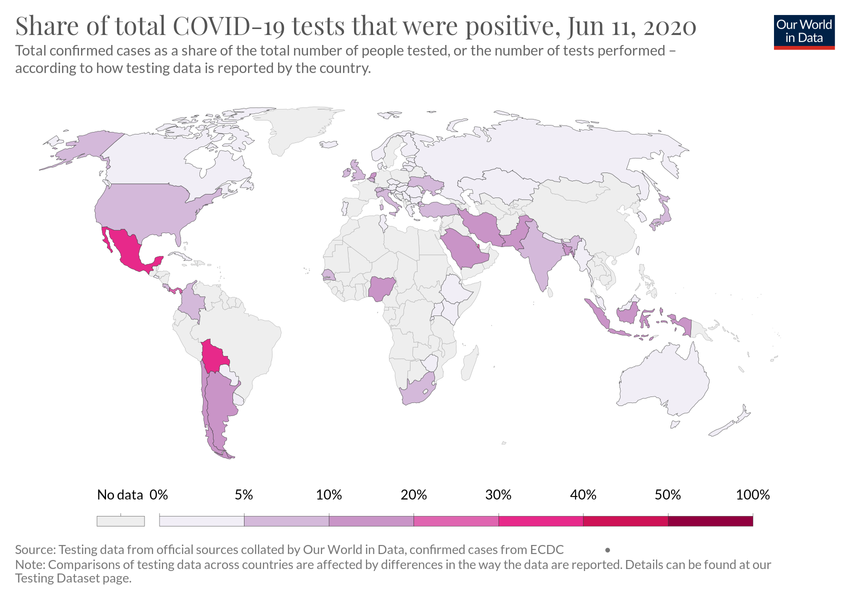 Share of total COVID-19 tests that were positive, Jun 11, 2020
Our World
in Data
Total confirmed cases as a share of the total number of people tested, or the number of tests performed –
according to how testing data is reported by the country.
No data 0% 5% 10% 20% 30% 40% 50% 100%
Source: Testing data from official sources collated by Our World in Data, confirmed cases from ECDC •
Note: Comparisons of testing data across countries are affected by differences in the way the data are reported. Details can be found at our
Testing Dataset page.